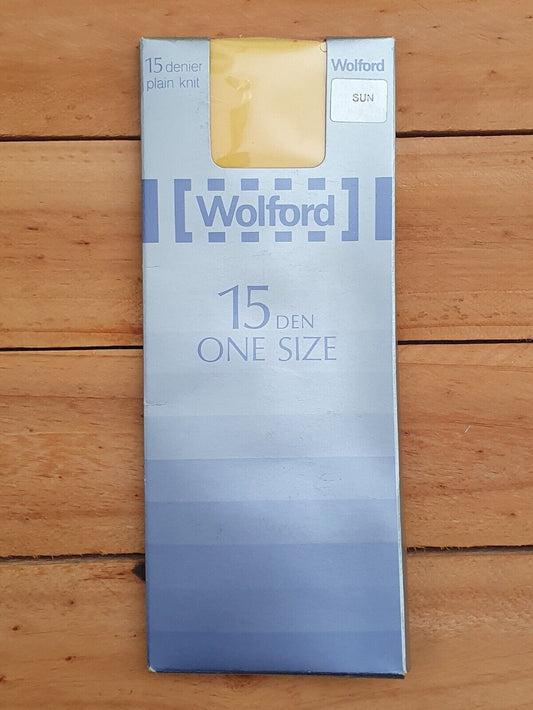 15 denier
plain knit
Wolford
SUN
[Wolford]
15 DEN
ONE SIZE